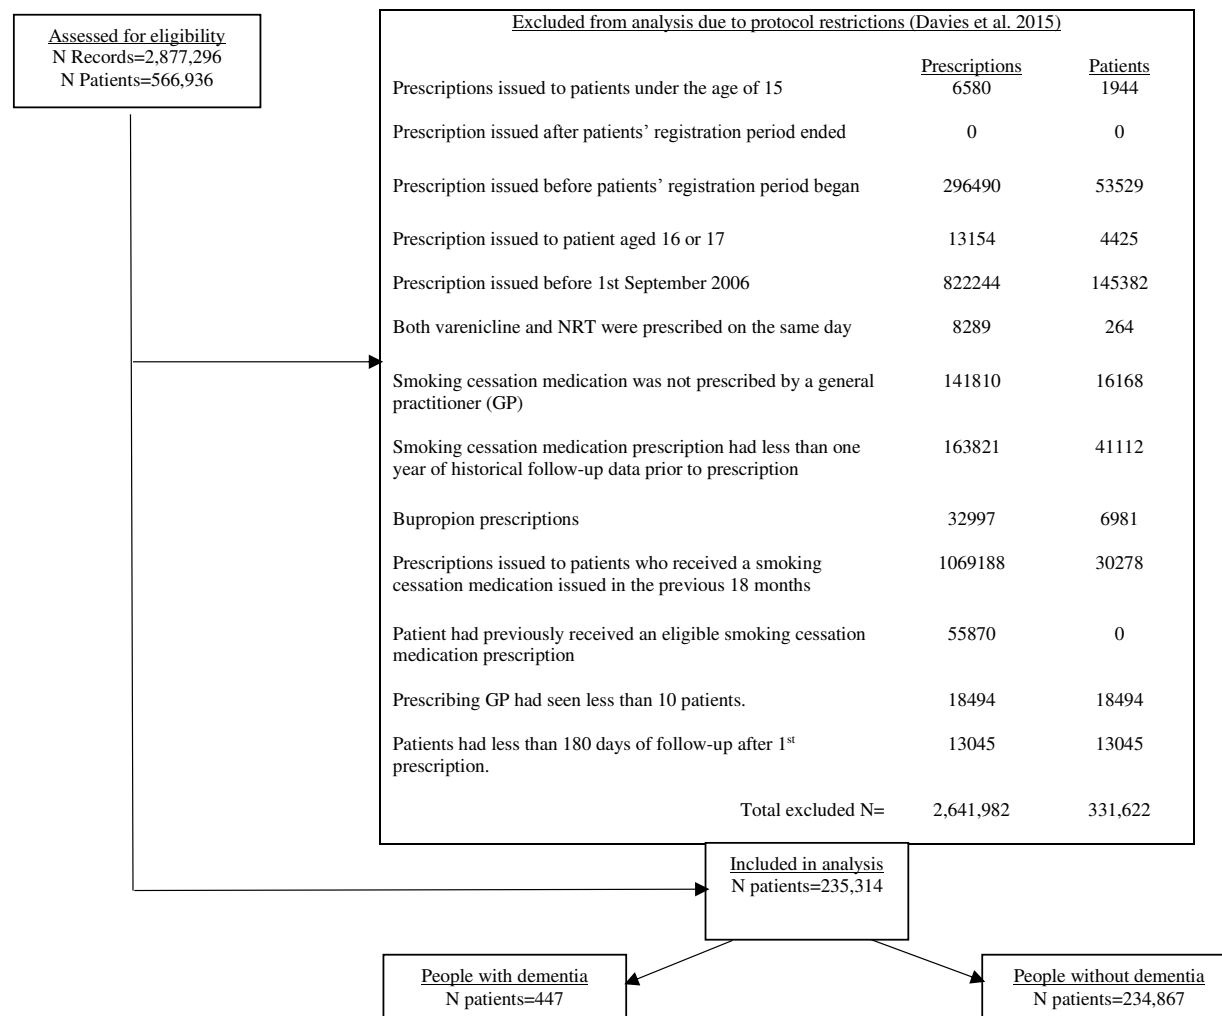 Assessed for eligibility
N Records=2,877,296
N Patients=566,936
Excluded from analysis due to protocol restrictions (Davies et al. 2015)
Prescriptions Patients
Prescriptions issued to patients under the age of 15 6580 1944
Prescription issued after patients’ registration period ended 0 0
Prescription issued before patients’ registration period began 296490 53529
Prescription issued to patient aged 16 or 17 13154 4425
Prescription issued before 1st September 2006 822244 145382
Both varenicline and NRT were prescribed on the same day 8289 264
Smoking cessation medication was not prescribed by a general 141810 16168
practitioner (GP)
Smoking cessation medication prescription had less than one 163821 41112
year of historical follow-up data prior to prescription
Bupropion prescriptions 32997 6981
Prescriptions issued to patients who received a smoking 1069188 30278
cessation medication issued in the previous 18 months
Patient had previously received an eligible smoking cessation 55870 0
medication prescription
Prescribing GP had seen less than 10 patients. 18494 18494
Patients had less than 180 days of follow-up after 1st 13045 13045
prescription.
Total excluded N= 2,641,982 331,622
Included in analysis
N patients=235,314
People with dementia
N patients=447
People without dementia
N patients=234,867